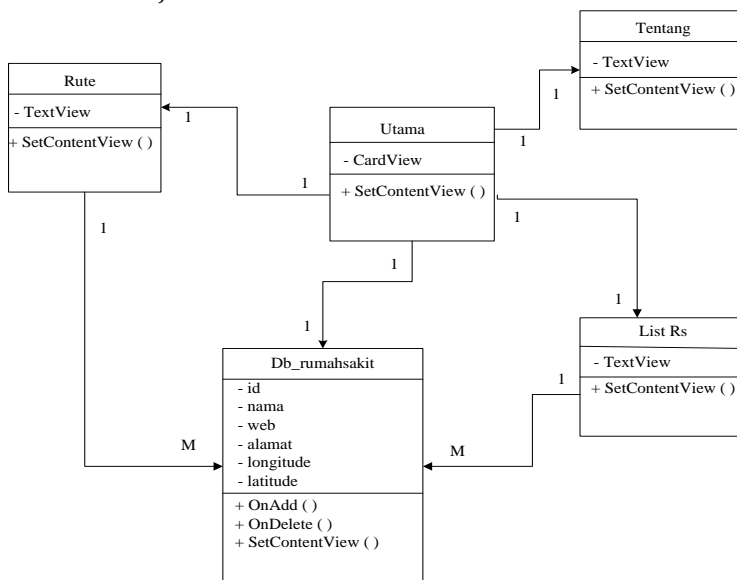 Tentang
- TextView
+ SetContentView ( )
Rute
- TextView
+ SetContentView ( )
Utama
- CardView
+ SetContentView ( )
1
1
1
1
1
1
1
1
1
1
List Rs
- TextView
+ SetContentView ( )
Db_rumahsakit
- id
- nama
- web
- alamat
- longitude
- latitude
+ OnAdd ( )
+ OnDelete ( )
+ SetContentView ( )
M
M